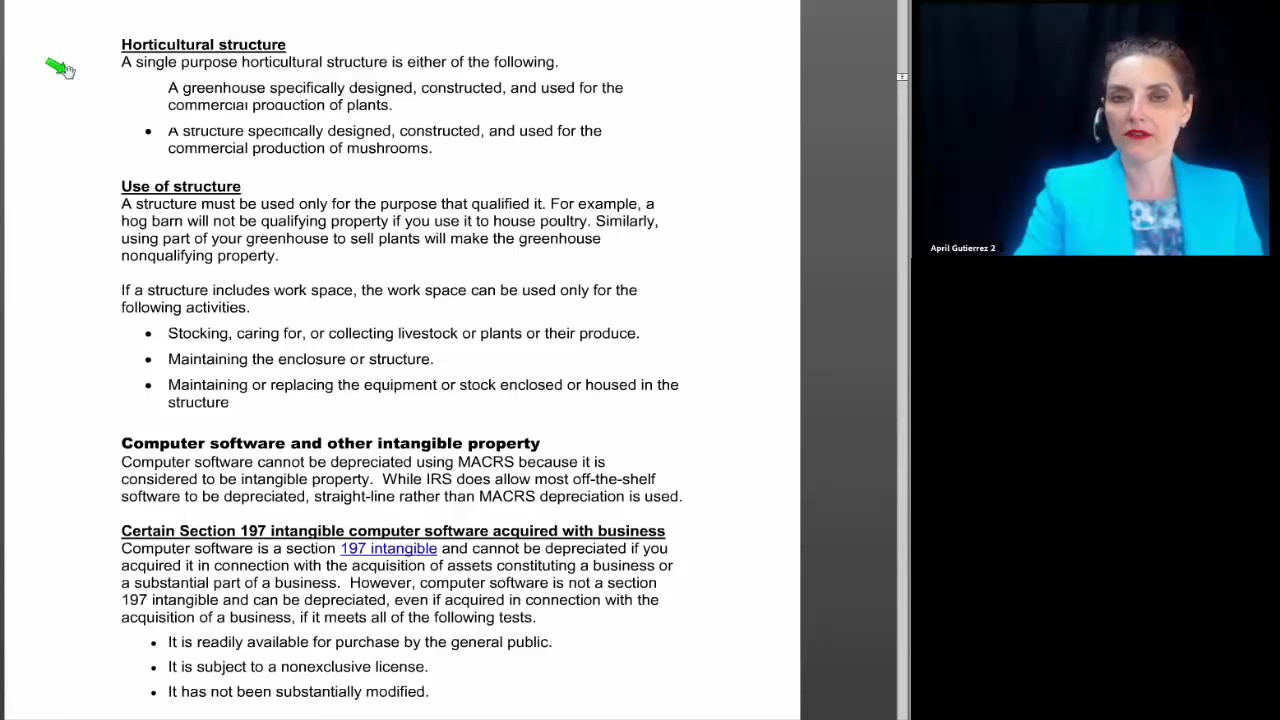 Horticultural structure
A single purpose horticultural structure is either of the following.
A greenhouse specifically designed, constructed, and used for the
commercial production of plants.
• A structure specifically designed, constructed, and used for the
commercial production of mushrooms.
Use of structure
A structure must be used only for the purpose that qualified it. For example, a
hog barn will not be qualifying property if you use it to house poultry. Similarly,
using part of your greenhouse to sell plants will make the greenhouse
nonqualifying property.
If a structure includes work space, the work space can be used only for the
following activities.
• Stocking, caring for, or collecting livestock or plants or their produce.
• Maintaining the enclosure or structure.
• Maintaining or replacing the equipment or stock enclosed or housed in the
structure
Computer software and other intangible property
Computer software cannot be depreciated using MACRS because it is
considered to be intangible property. While IRS does allow most off-the-shelf
software to be depreciated, straight-line rather than MACRS depreciation is used.
Certain Section 197 intangible computer software acquired with business
Computer software is a section 197 intangible and cannot be depreciated if you
acquired it in connection with the acquisition of assets constituting a business or
a substantial part of a business. However, computer software is not a section
197 intangible and can be depreciated, even if acquired in connection with the
acquisition of a business, if it meets all of the following tests.
• It is readily available for purchase by the general public.
• It is subject to a nonexclusive license.
• It has not been substantially modified.
April Gutierrez 2